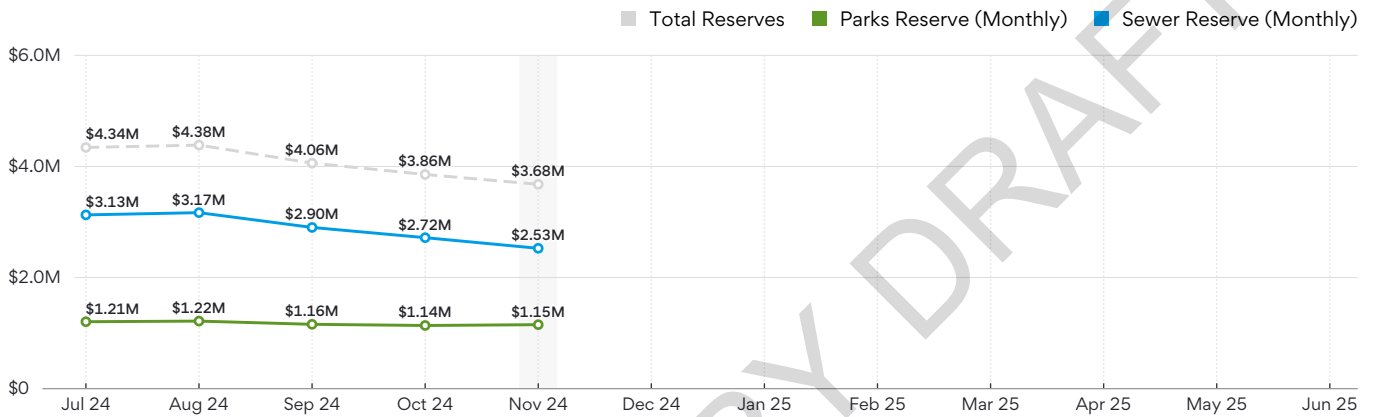 Total Reserves Parks Reserve (Monthly) Sewer Reserve (Monthly)
$6.0M
$4.34M $4.38M $4.06M $3.86M $3.68M
$4.0M
$3.13M $3.17M $2.90M $2.72M $2.53M
$2.0M
$1.21M $1.22M $1.16M $1.14M $1.15M
$0
Jul 24 Aug 24 Sep 24 Oct 24 Nov 24 Dec 24 Jan 25 Feb 25 Mar 25 Apr 25 May 25 Jun 25
DRAFT